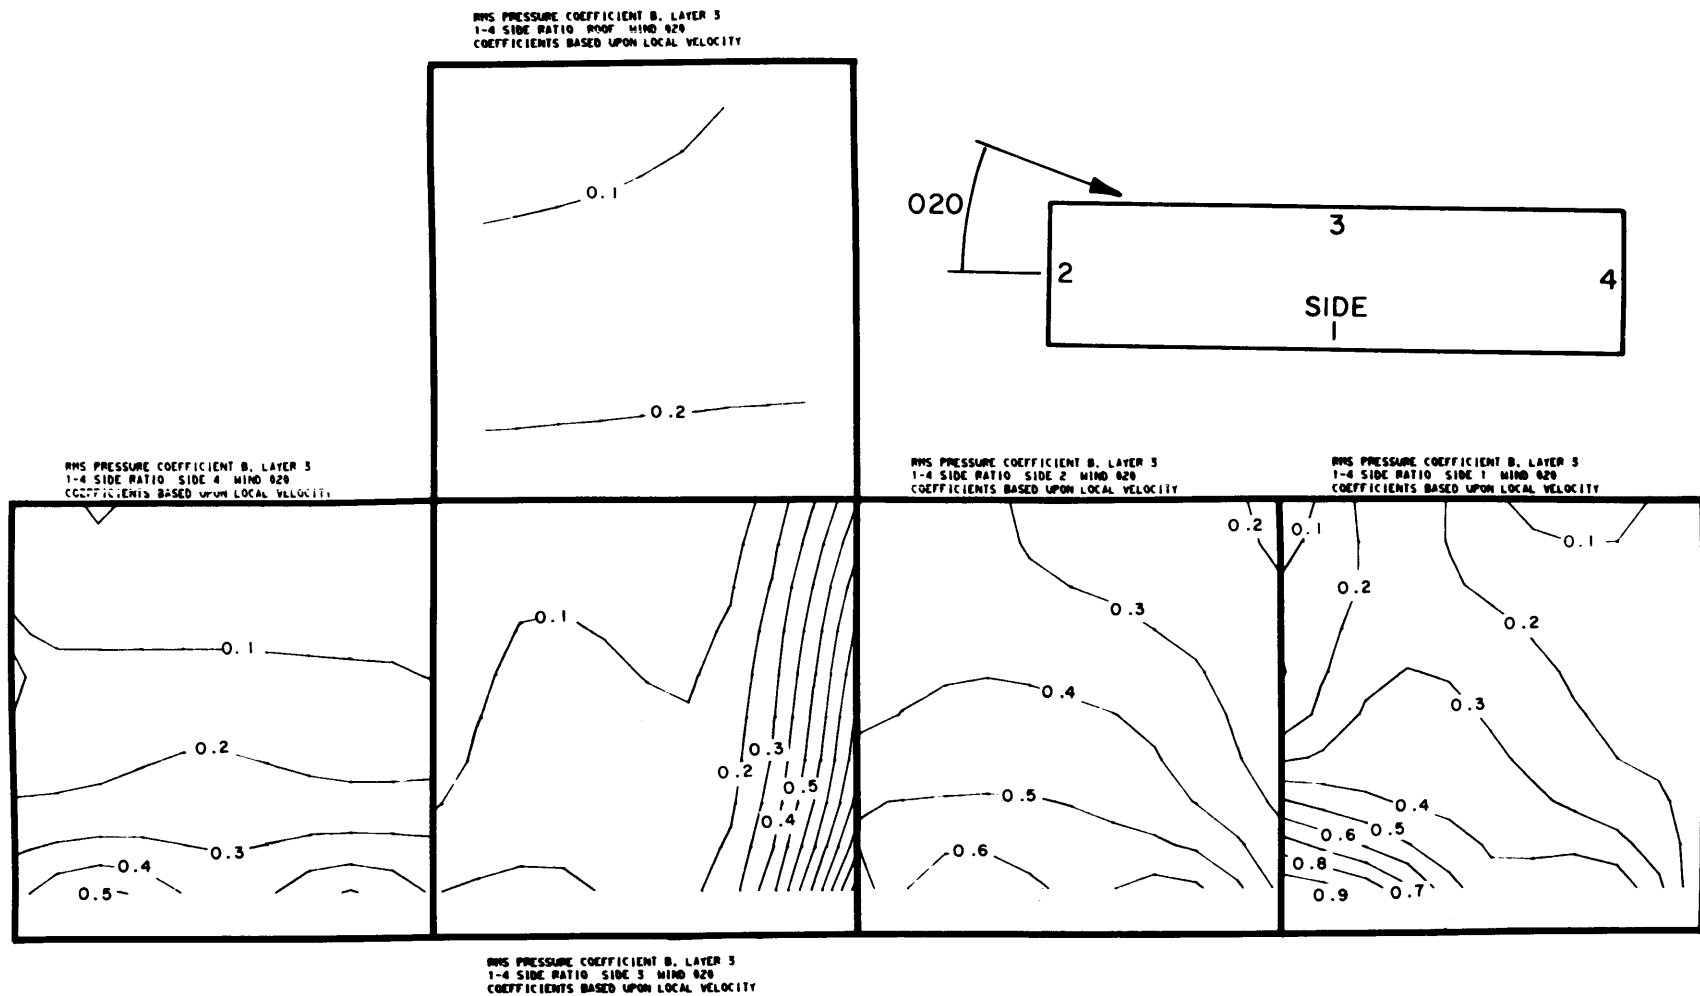 RMS PRESSURE COEFFICIENT B, LAYER 3
1-4 SIDE RATIO ROOF WIND 020
COEFFICIENTS BASED UPON LOCAL VELOCITY
0.1
0.2
020
3
2
4
SIDE
1
RMS PRESSURE COEFFICIENT B, LAYER 3
1-4 SIDE RATIO SIDE 4 WIND 020
COEFFICIENTS BASED UPON LOCAL VELOCITY
0.1
0.2
0.3
0.4
0.5
0.1
0.3
0.2
0.5
0.4
RMS PRESSURE COEFFICIENT B, LAYER 3
1-4 SIDE RATIO SIDE 3 WIND 020
COEFFICIENTS BASED UPON LOCAL VELOCITY
RMS PRESSURE COEFFICIENT B, LAYER 3
1-4 SIDE RATIO SIDE 2 WIND 020
COEFFICIENTS BASED UPON LOCAL VELOCITY
0.2
0.3
0.4
0.5
0.6
RMS PRESSURE COEFFICIENT B, LAYER 3
1-4 SIDE RATIO SIDE 1 WIND 020
COEFFICIENTS BASED UPON LOCAL VELOCITY
0.1
0.1
0.2
0.2
0.3
0.4
0.5
0.6
0.8
0.7
0.9